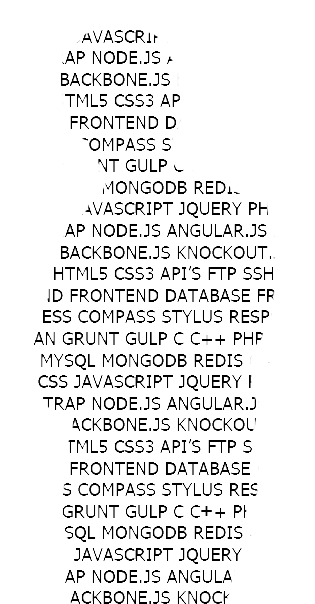 AVASCRIP
AP NODE.JS A
BACKBONE.JS
TML5 CSS3 AP
FRONTEND D
OMPASS S
NT GULP C
MONGODB REDIS
AVASCRIPT JQUERY PH
AP NODE.JS ANGULAR.JS
BACKBONE.JS KNOCKOUT.
HTML5 CSS3 API'S FTP SSH
ID FRONTEND DATABASE FR
ESS COMPASS STYLUS RESP
AN GRUNT GULP C C++ PHP
MYSQL MONGODB REDIS
CSS JAVASCRIPT JQUERY
TRAP NODE.JS ANGULAR.J
ACKBONE.JS KNOCKOU
TML5 CSS3 API'S FTP S
FRONTEND DATABASE
S COMPASS STYLUS RES
GRUNT GULP C C++ PH
SQL MONGODB REDIS
JAVASCRIPT JQUERY
AP NODE.JS ANGULA
ACKBONE.JS KNOCK